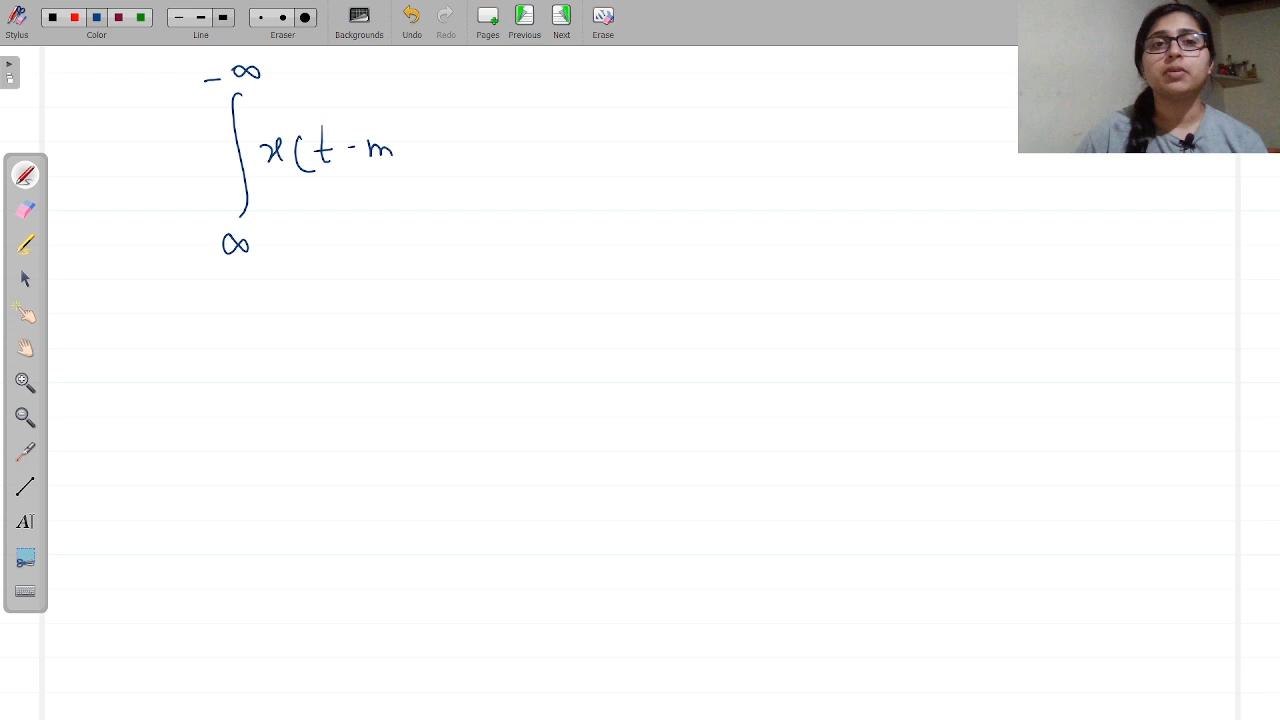 Stylus Color Line Eraser Backgrounds Undo Redo Pages Previous Next Erase
- ∞
∫ x(t - m
∞
A